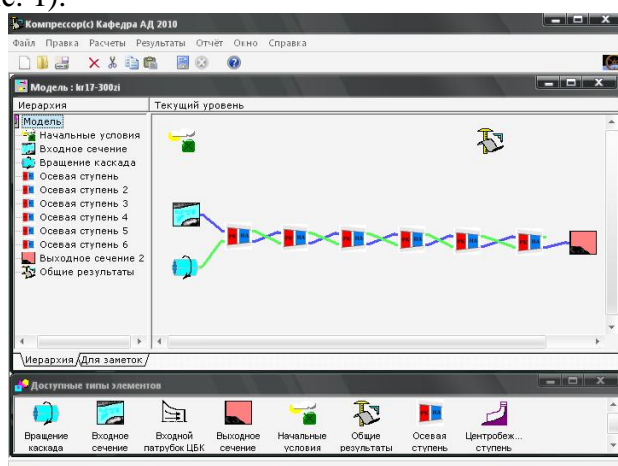 с. 1).
Компрессор(с) Кафедра АД 2010
Файл Правка Расчеты Результаты Отчёт Окно Справка
Модель : kr17-300zi
Иерархия
Текущий уровень
Модель
Начальные условия
Входное сечение
Вращение каскада
Осевая ступень
Осевая ступень 2
Осевая ступень 3
Осевая ступень 4
Осевая ступень 5
Осевая ступень 6
Выходное сечение 2
Общие результаты
Иерархия Для заметок
Доступные типы элементов
Вращение каскада
Входное сечение
Входной патрубок ЦБК
Выходное сечение
Начальные условия
Общие результаты
Осевая ступень
Центробеж... ступень